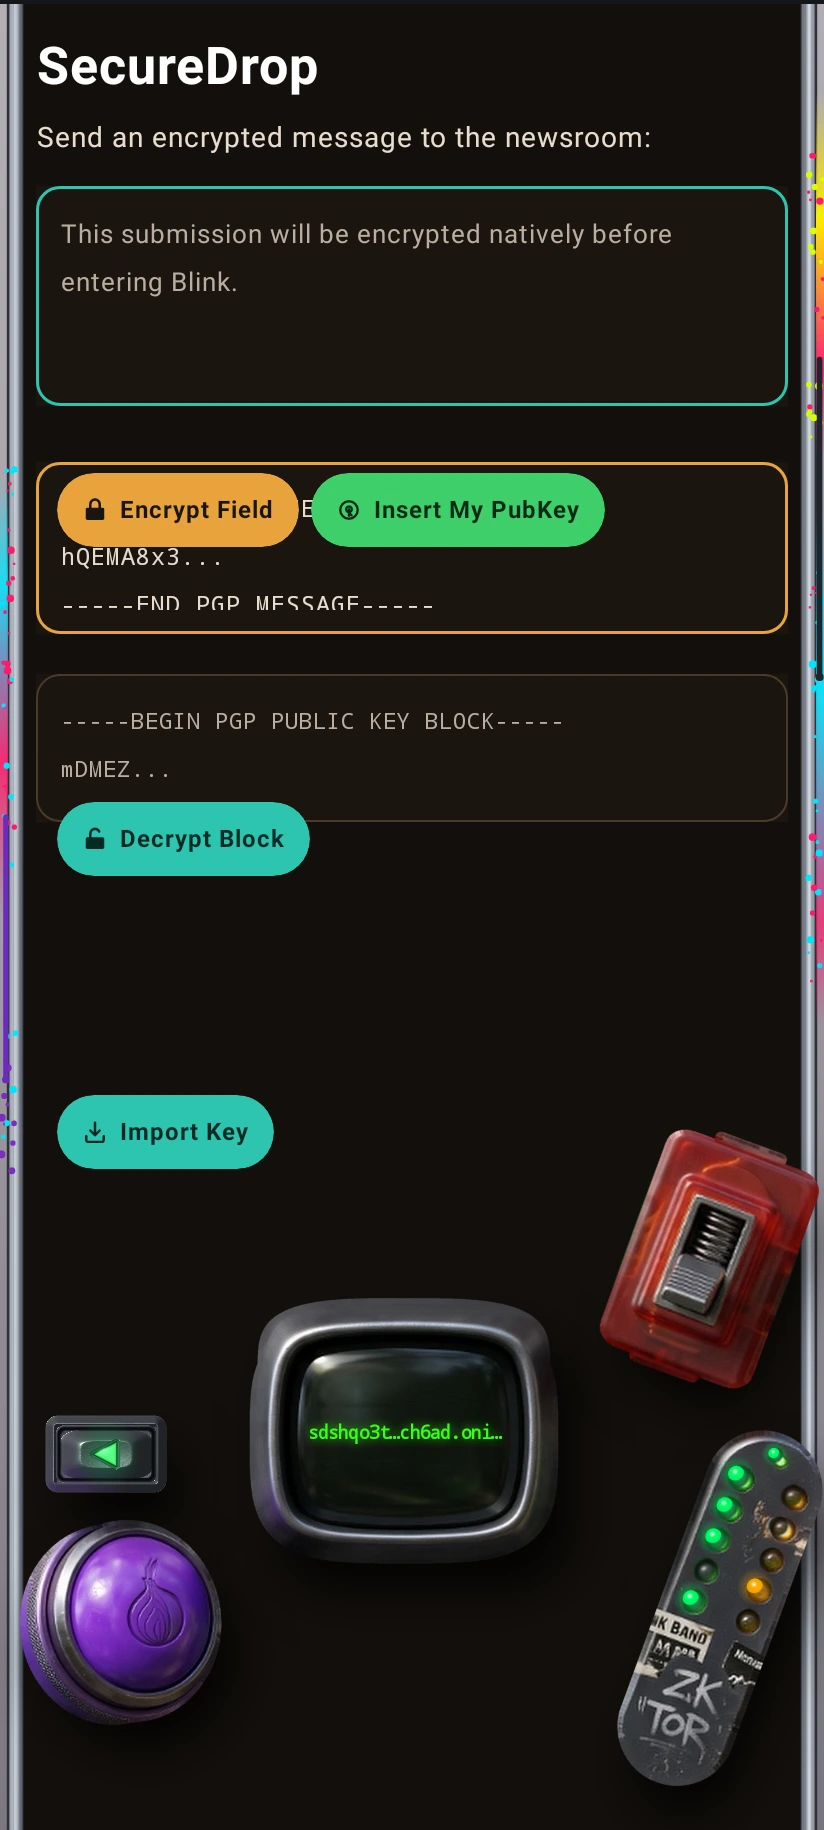 SecureDrop
Send an encrypted message to the newsroom:
This submission will be encrypted natively before
entering Blink.
Encrypt Field
Insert My PubKey
hQEMA8x3...
-----END PGP MESSAGE-----
-----BEGIN PGP PUBLIC KEY BLOCK-----
mDMEZ...
Decrypt Block
Import Key
sdshqo3t…ch6ad.oni…
BAND
ZK
TOR